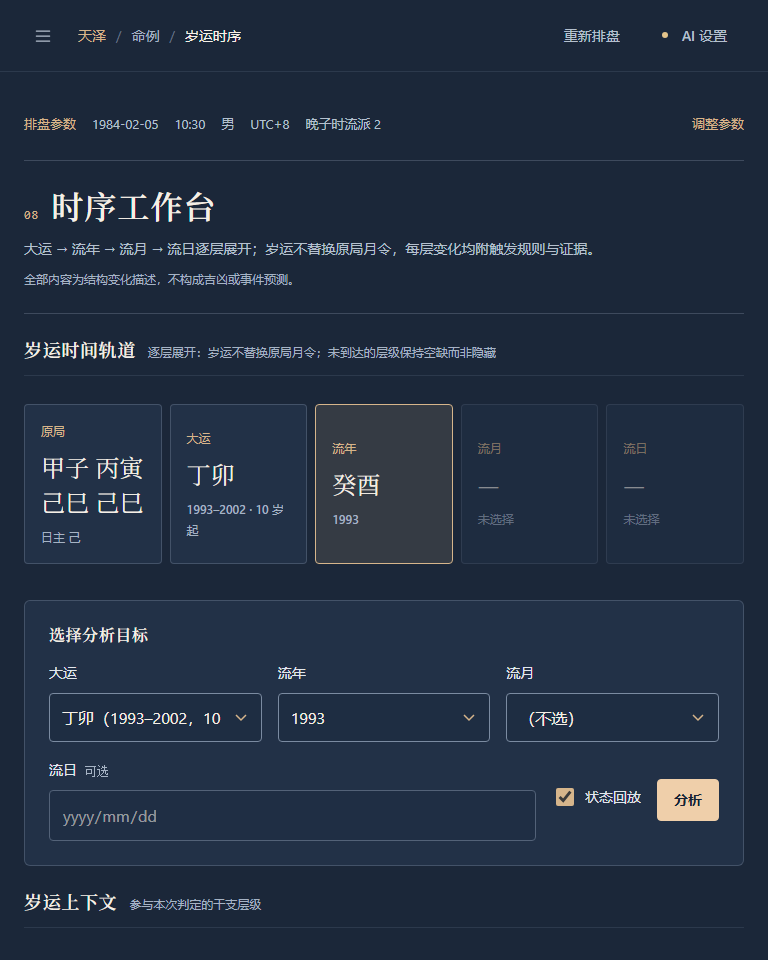 天泽 / 命例 / 岁运时序 重新排盘 AI 设置
排盘参数 1984-02-05 10:30 男 UTC+8 晚子时流派 2 调整参数
08 时序工作台
大运 → 流年 → 流月 → 流日逐层展开；岁运不替换原局月令，每层变化均附触发规则与证据。
全部内容为结构变化描述，不构成吉凶或事件预测。
岁运时间轨道 逐层展开：岁运不替换原局月令；未到达的层级保持空缺而非隐藏
原局
甲子 丙寅
己巳 己巳
日主 己
大运
丁卯
1993–2002 · 10 岁
起
流年
癸酉
1993
流月
—
未选择
流日
—
未选择
选择分析目标
大运 流年 流月
丁卯（1993–2002，10 1993 （不选）
流日 可选
yyyy/mm/dd 状态回放 分析
岁运上下文 参与本次判定的干支层级